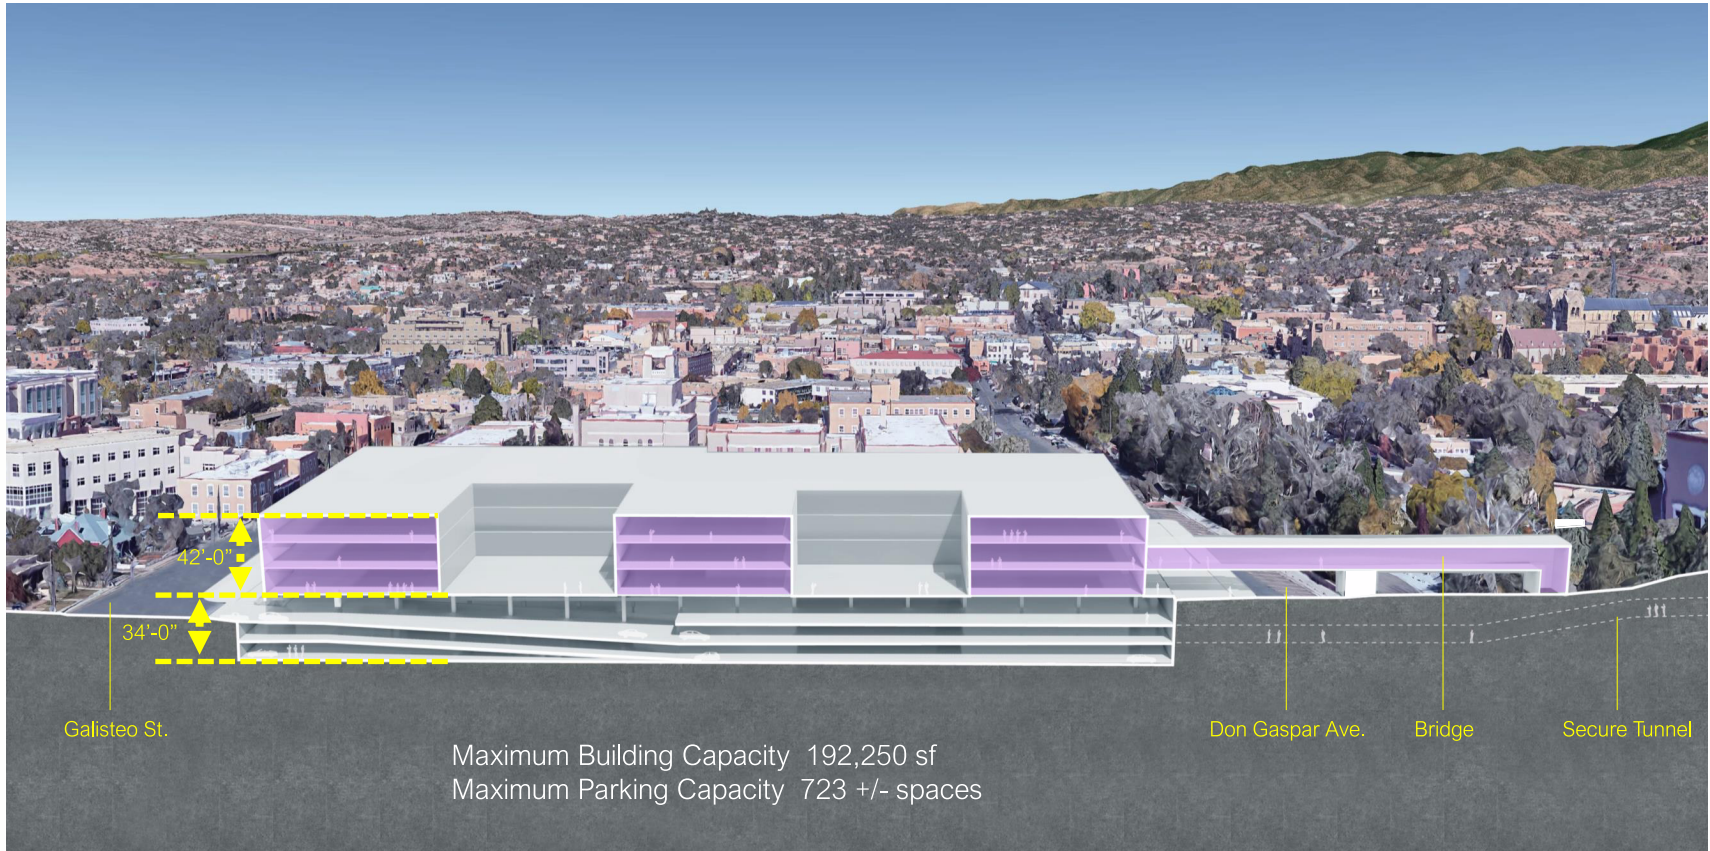 42'-0"
34'-0"
Galisteo St.
Don Gaspar Ave.
Bridge
Secure Tunnel
Maximum Building Capacity 192,250 sf
Maximum Parking Capacity 723 +/- spaces